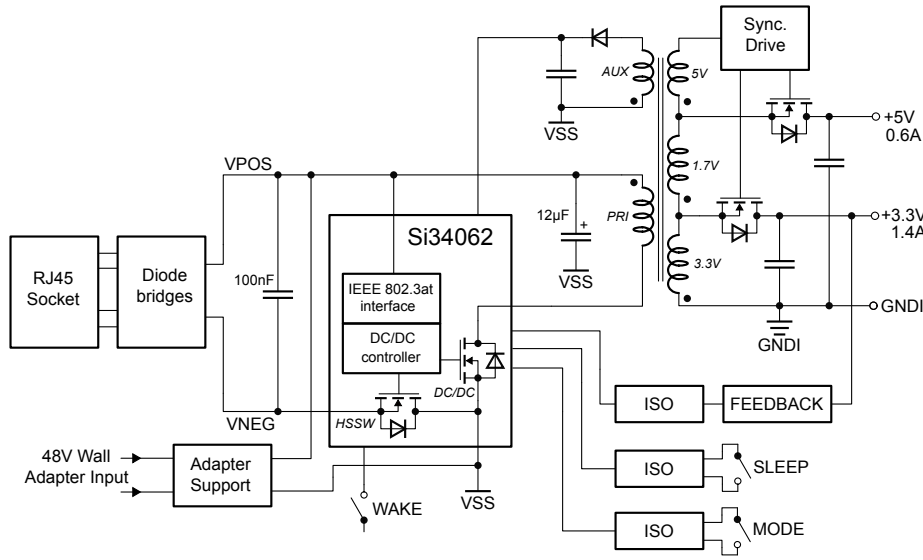 Sync.
Drive
AUX
5V
VSS
+5V
0.6A
VPOS
1.7V
12µF
+
PRI
+3.3V
1.4A
Si34062
RJ45
Socket
Diode
bridges
100nF
IEEE 802.3at
interface
VSS
3.3V
GNDI
DC/DC
controller
GNDI
DC/DC
HSSW
VNEG
ISO
FEEDBACK
48V Wall
Adapter Input
Adapter
Support
WAKE
VSS
ISO
SLEEP
ISO
MODE